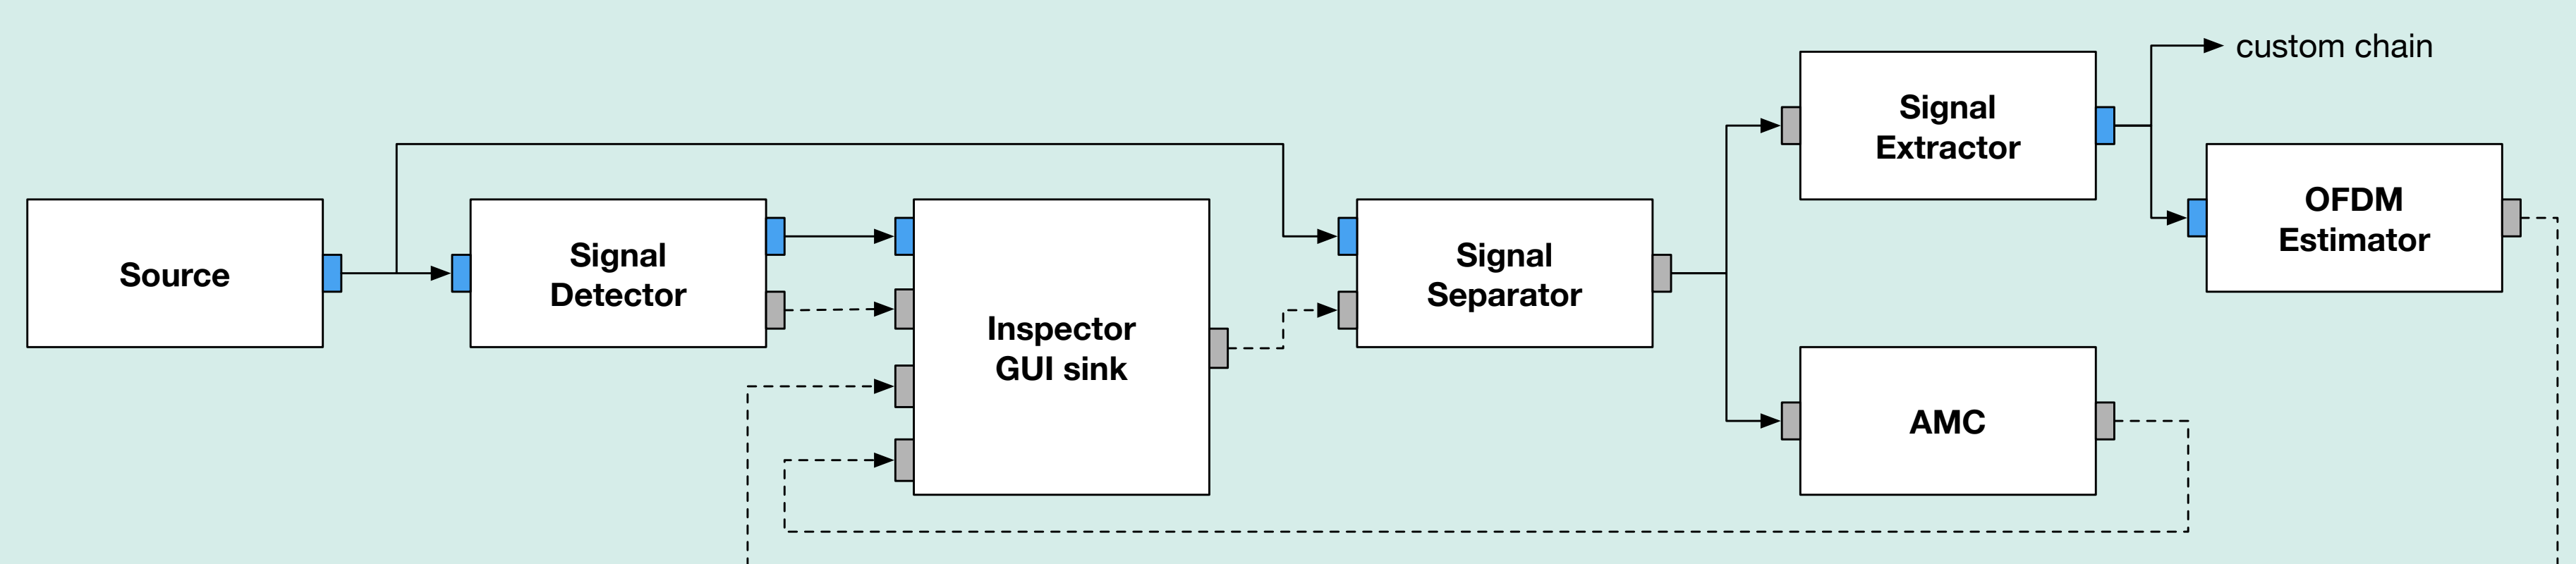 custom chain
Signal
Extractor
OFDM
Estimator
Source
Signal
Detector
Inspector
GUI sink
Signal
Separator
AMC